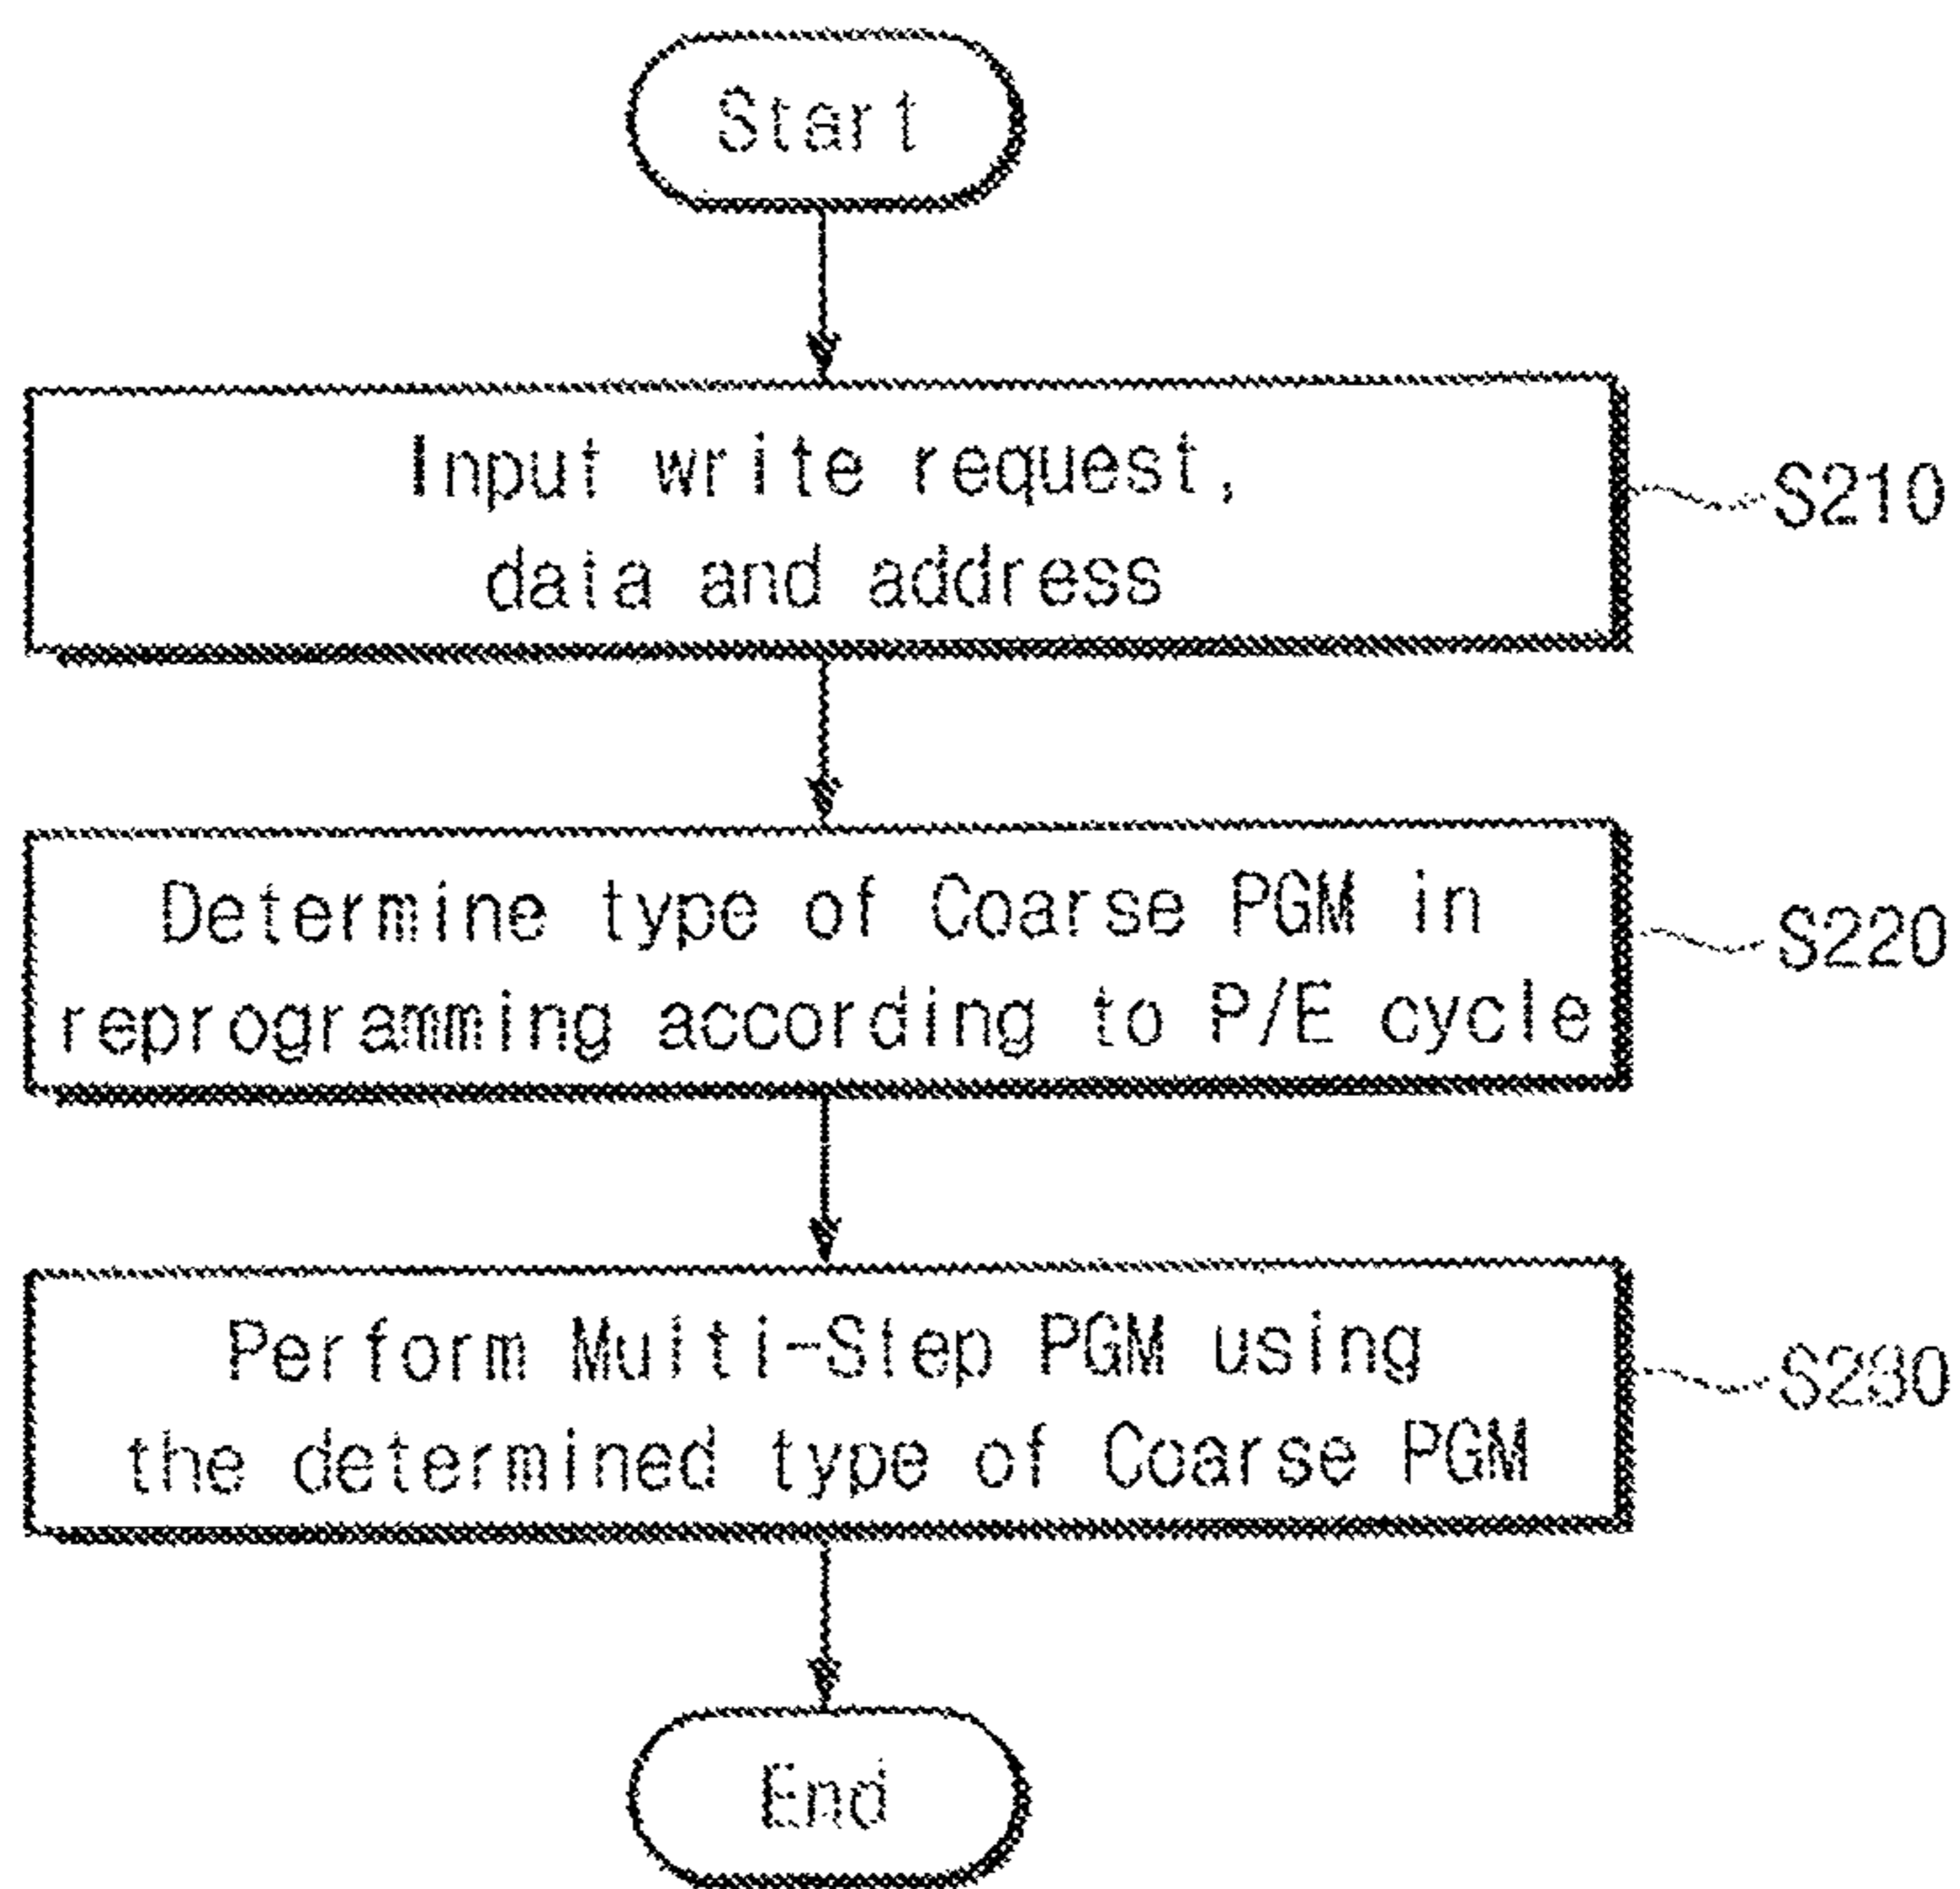 Start
Input write request,
data and address
S210
Determine type of Coarse PGM in
reprogramming according to P/E cycle
S220
Perform Multi-Step PGM using
the determined type of Coarse PGM
S230
End